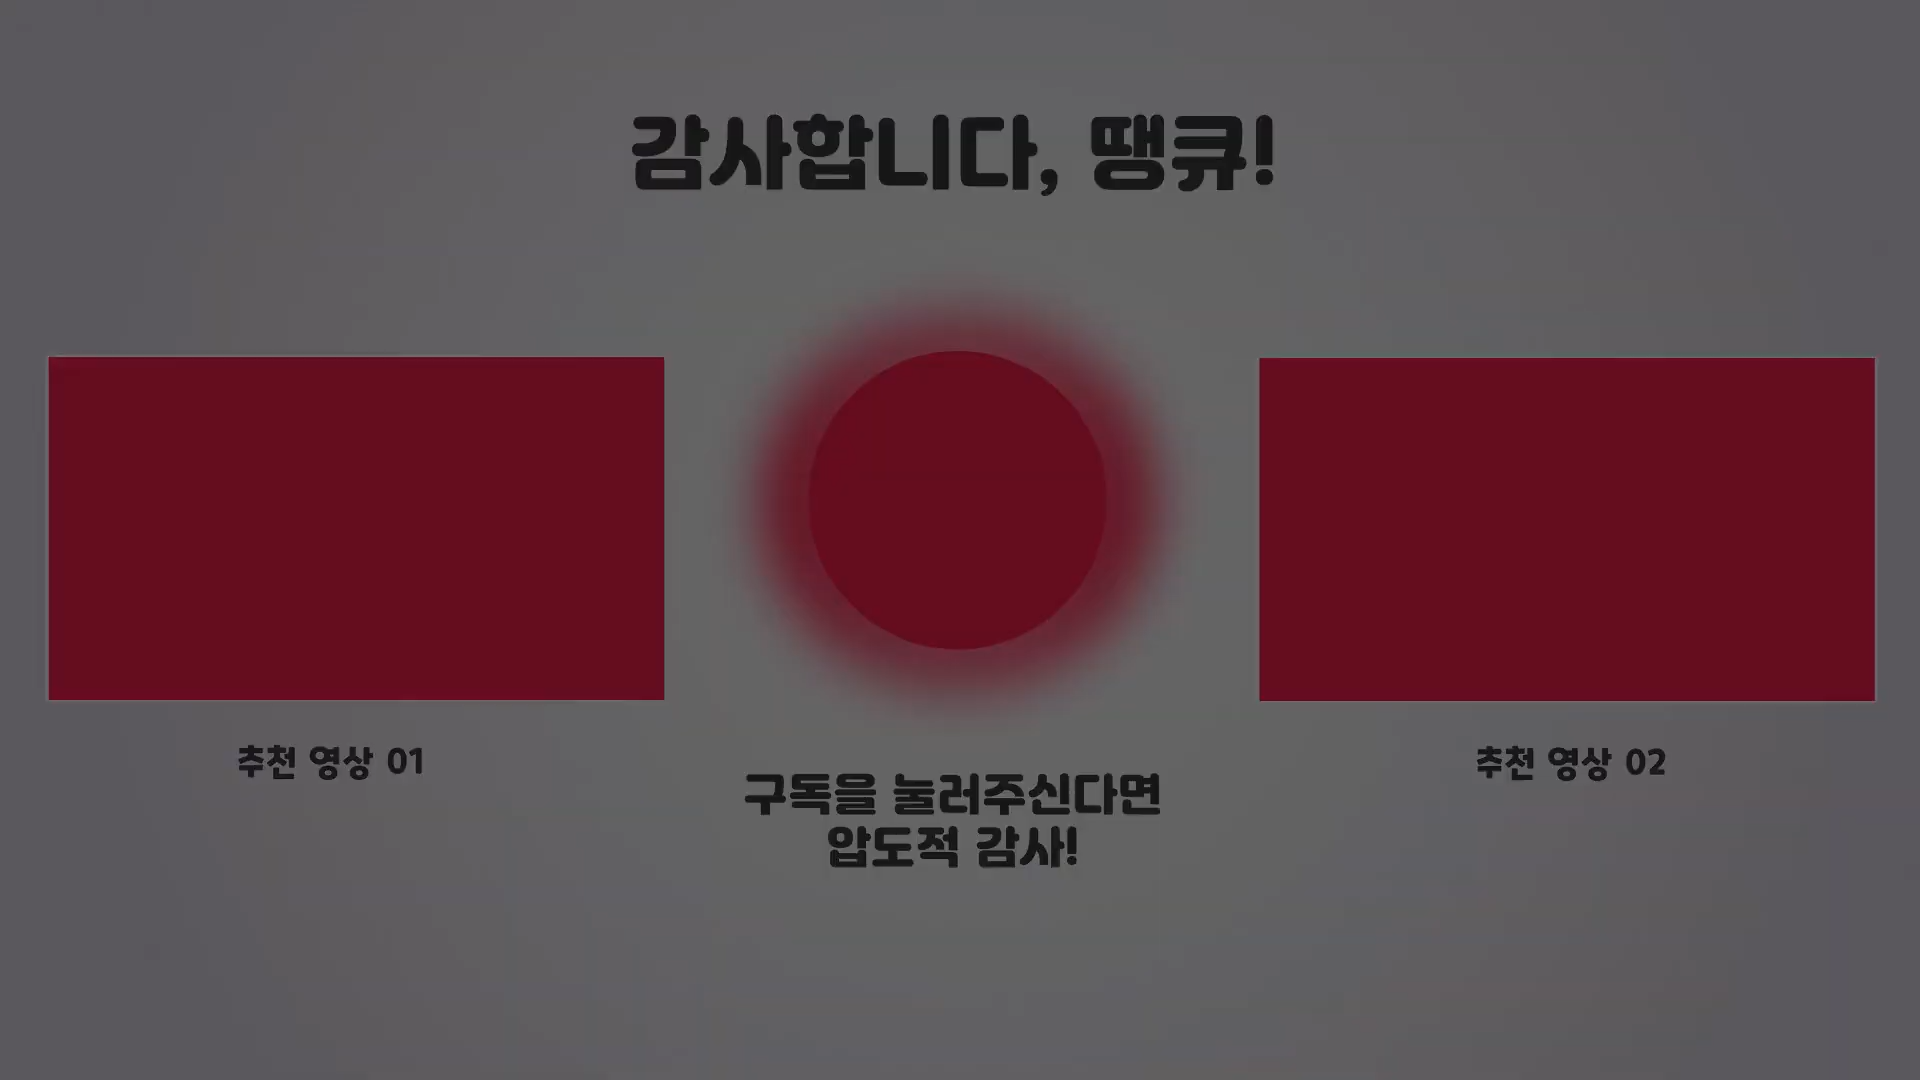 감사합니다, 땡큐!
추천 영상 01
추천 영상 02
구독을 눌러주신다면
압도적 감사!